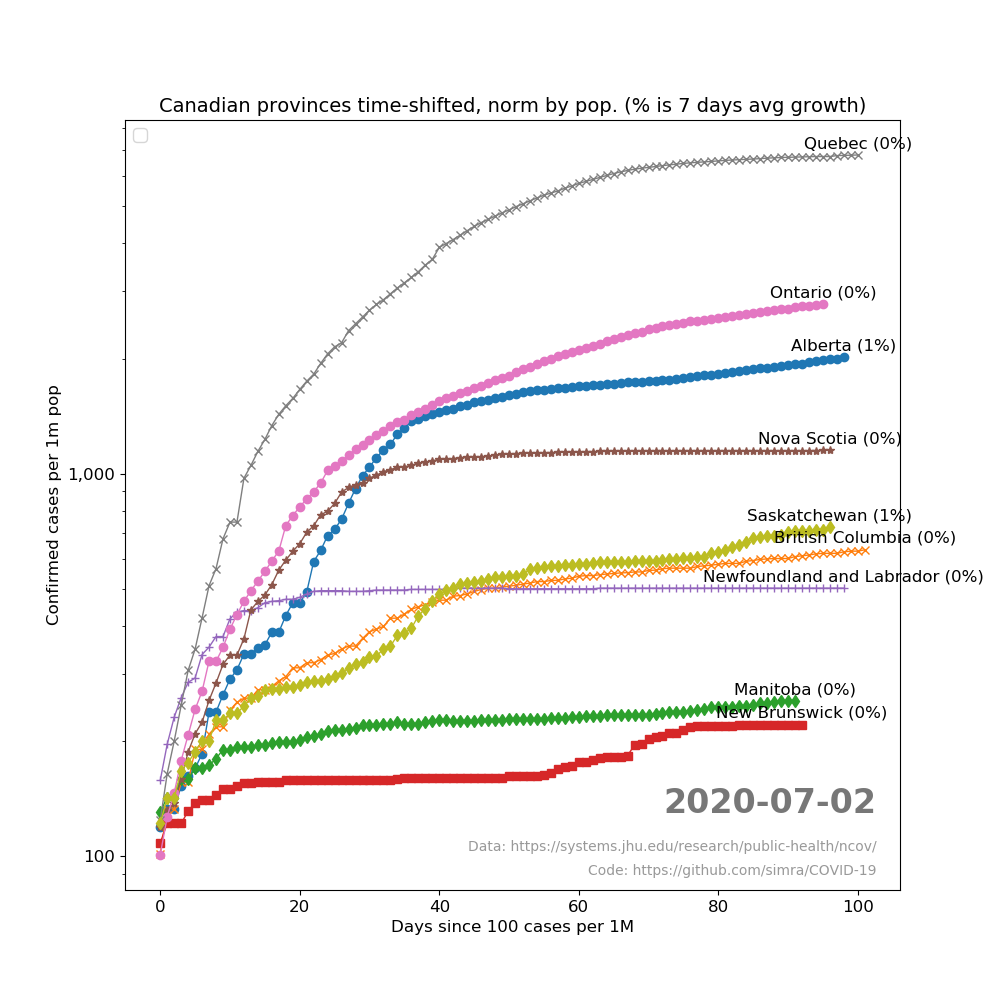 Canadian provinces time-shifted, norm by pop. (% is 7 days avg growth)
Quebec (0%)
Ontario (0%)
Alberta (1%)
Nova Scotia (0%)
Saskatchewan (1%)
British Columbia (0%)
Newfoundland and Labrador (0%)
Manitoba (0%)
New Brunswick (0%)
Confirmed cases per 1m pop
1,000
100
2020-07-02
Data: https://systems.jhu.edu/research/public-health/ncov/
Code: https://github.com/simra/COVID-19
0 20 40 60 80 100
Days since 100 cases per 1M